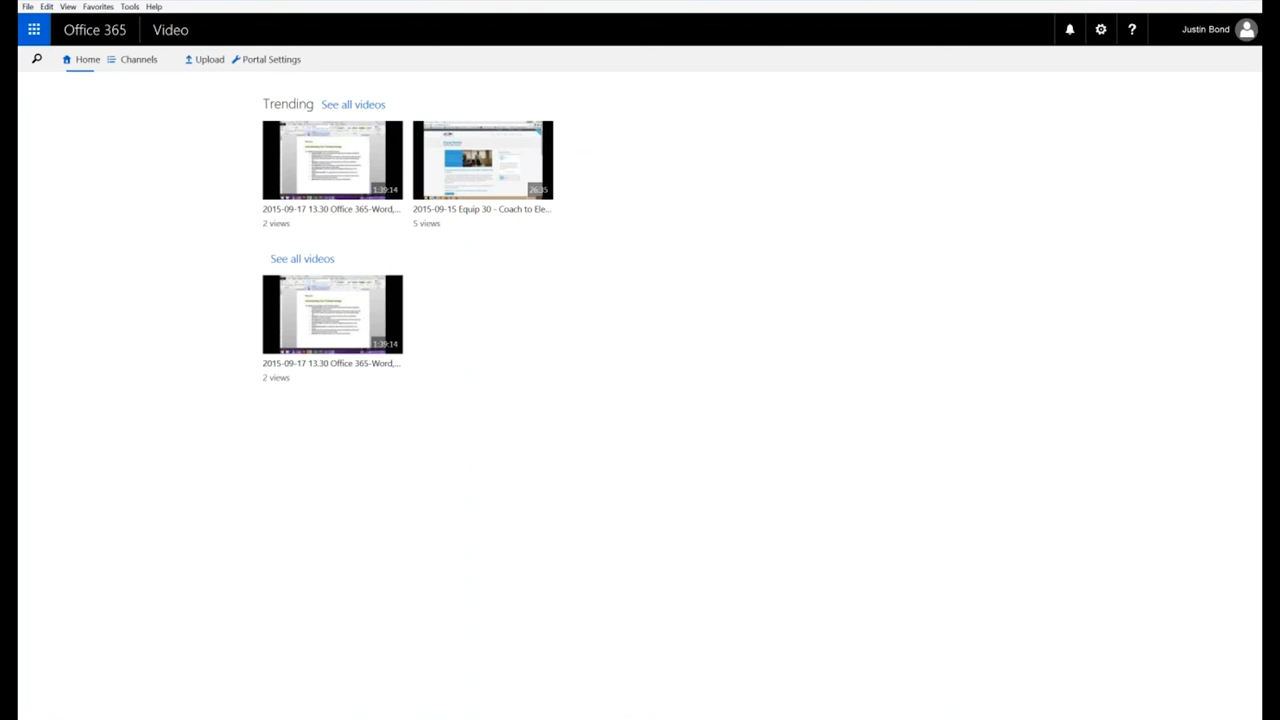 File Edit View Favorites Tools Help
Office 365 Video Justin Bond
Home Channels Upload Portal Settings
Trending See all videos
1:39:14 26:35
2015-09-17 13.30 Office 365-Word,... 2015-09-15 Equip 30 - Coach to Ele...
2 views 5 views
See all videos
1:39:14
2015-09-17 13.30 Office 365-Word,...
2 views